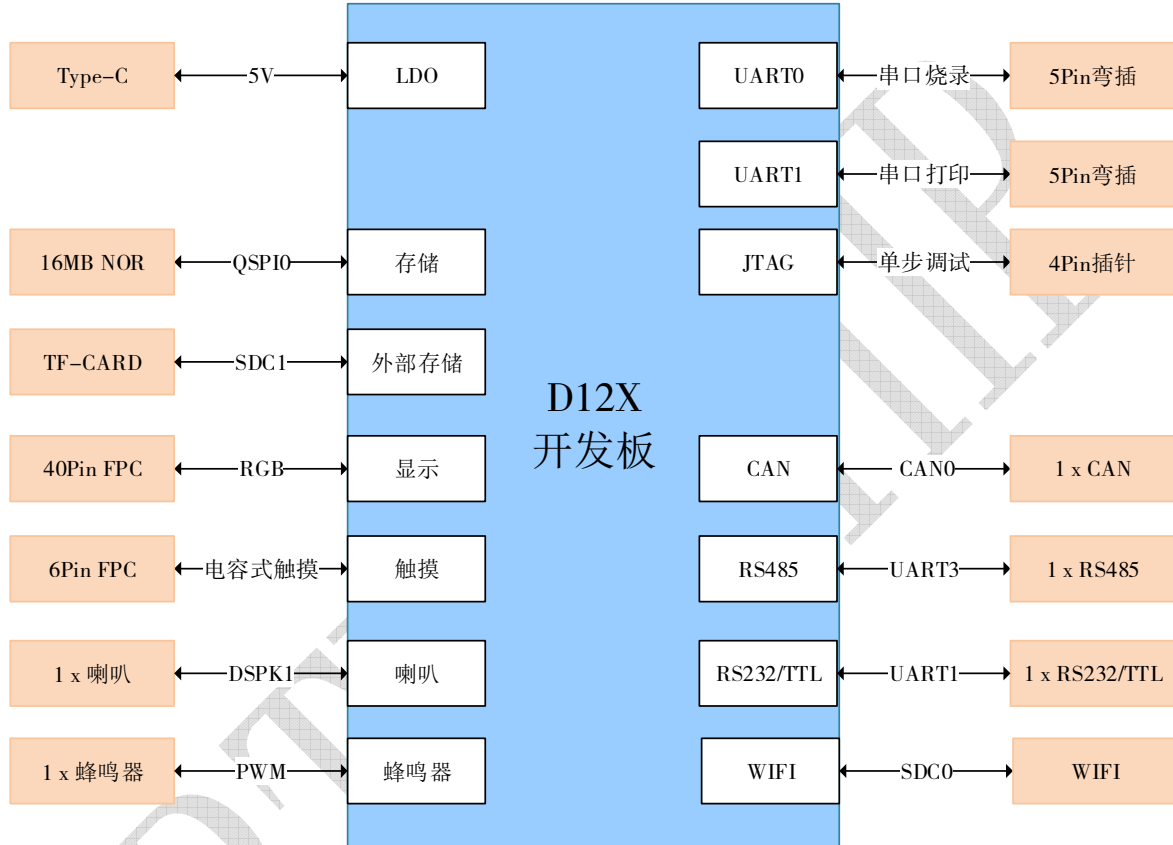 Type-C
5V
LDO
UART0
串口烧录
5Pin弯插
UART1
串口打印
5Pin弯插
16MB NOR
QSPI0
存储
JTAG
单步调试
4Pin插针
TF-CARD
SDC1
外部存储
D12X
开发板
40Pin FPC
RGB
显示
CAN
CAN0
1 x CAN
6Pin FPC
电容式触摸
触摸
RS485
UART3
1 x RS485
1 x 喇叭
DSPK1
喇叭
RS232/TTL
UART1
1 x RS232/TTL
1 x 蜂鸣器
PWM
蜂鸣器
WIFI
SDC0
WIFI